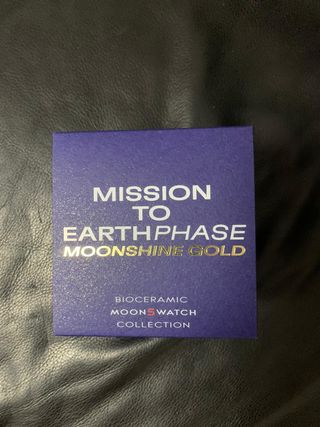 MISSION
TO
EARTHPHASE
MOONSHINE GOLD
BIOCERAMIC
MOONSWATCH
COLLECTION